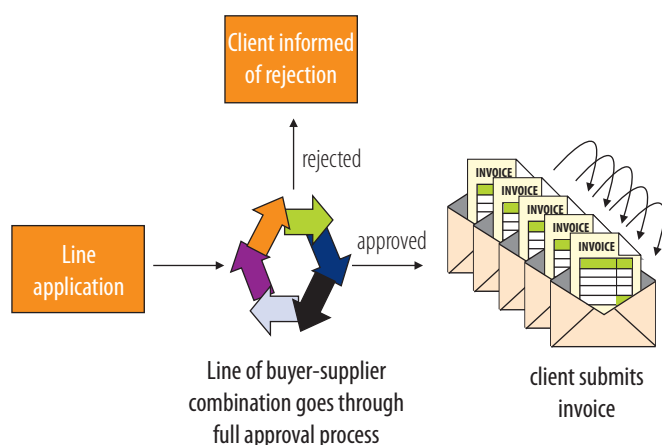 Client informed
of rejection
rejected
INVOICE
INVOICE
INVOICE
INVOICE
INVOICE
Line
application
approved
Line of buyer-supplier
combination goes through
full approval process
client submits
invoice